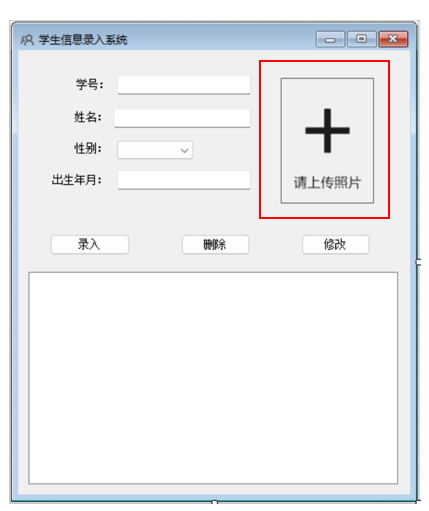 学生信息录入系统
学号：
姓名：
性别：
出生年月：
请上传照片
录入 删除 修改